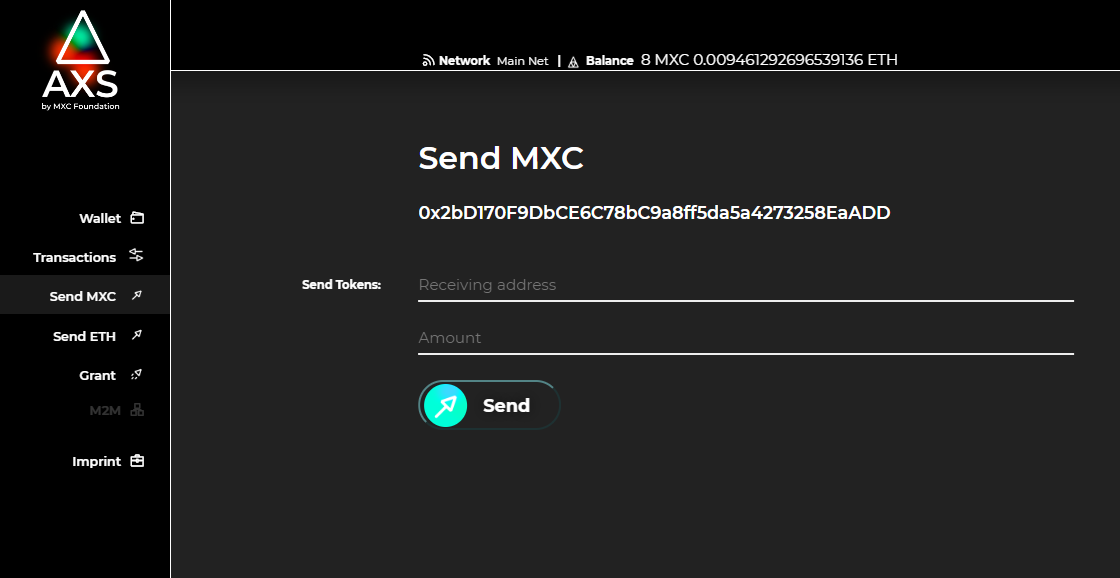 AXS
by MXC Foundation
Network Main Net | Balance 8 MXC 0.009461292696539136 ETH
Wallet
Transactions
Send MXC
Send ETH
Grant
M2M
Imprint
Send MXC
0x2bD170F9DbCE6C78bC9a8ff5da5a4273258EaADD
Send Tokens: Receiving address
Amount
Send